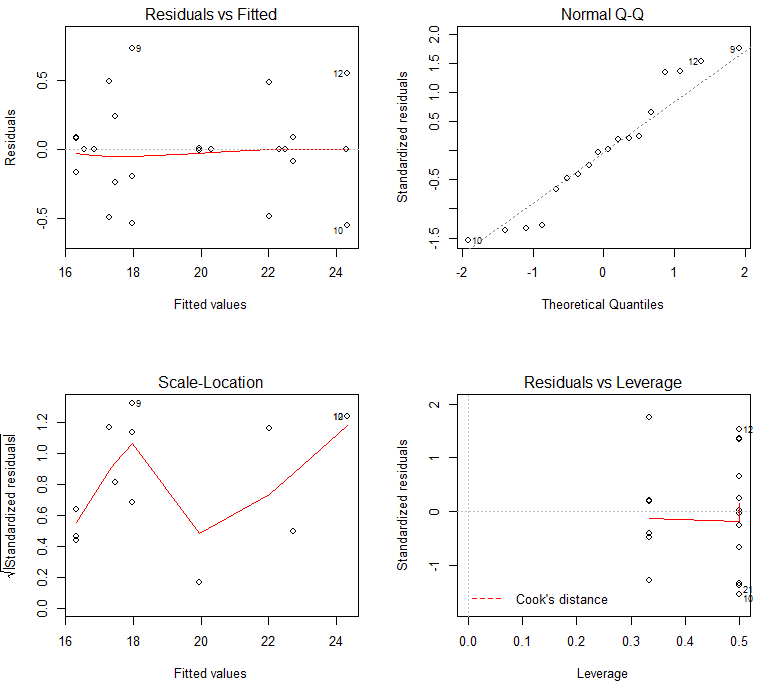 Residuals vs Fitted
Residuals
0.5
0.0
-0.5
9
12
10
16 18 20 22 24
Fitted values
Normal Q-Q
Standardized residuals
2.0
1.5
1.0
0.5
-0.5
-1.5
9
12
10
-2 -1 0 1 2
Theoretical Quantiles
Scale-Location
√|Standardized residuals|
1.2
1.0
0.8
0.6
0.4
0.2
0.0
9
16 18 20 22 24
Fitted values
Residuals vs Leverage
Standardized residuals
2
1
0
-1
12
21
10
Cook's distance
0.0 0.1 0.2 0.3 0.4 0.5
Leverage